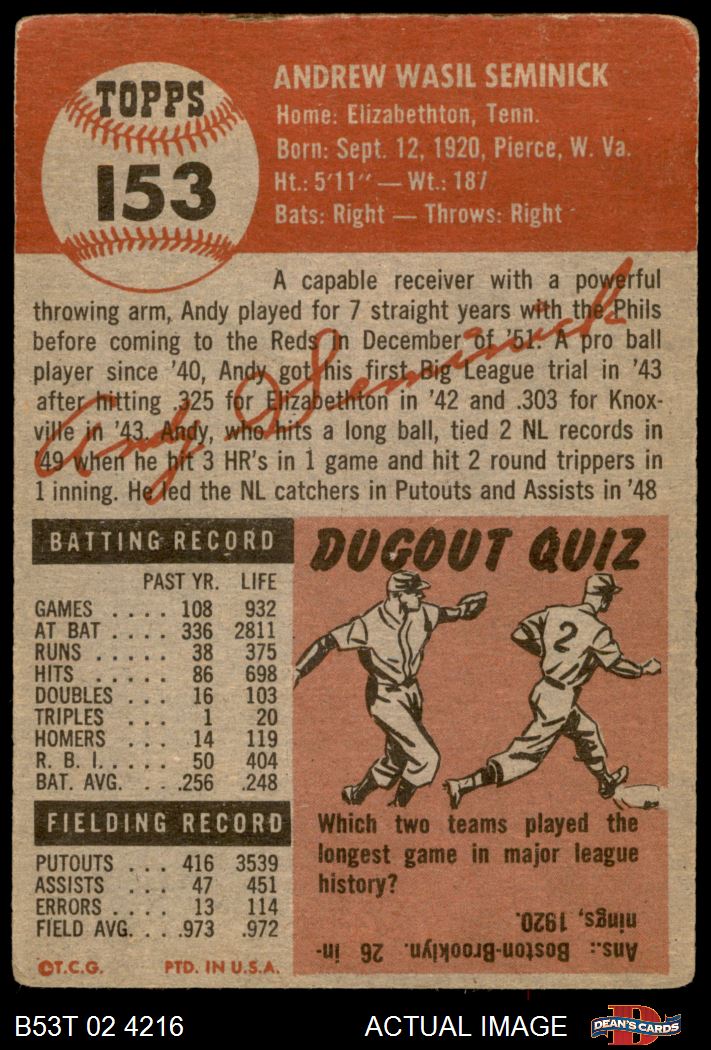 TOPPS
153
ANDREW WASIL SEMINICK
Home: Elizabethton, Tenn.
Born: Sept. 12, 1920, Pierce, W. Va.
Ht.: 5'11" — Wt.: 187
Bats: Right — Throws: Right
A capable receiver with a powerful
throwing arm, Andy played for 7 straight years with the Phils
before coming to the Reds in December of '51. A pro ball
player since '40, Andy got his first Big League trial in '43
after hitting .325 for Elizabethton in '42 and .303 for Knox-
ville in '43. Andy, who hits a long ball, tied 2 NL records in
'49 when he hit 3 HR's in 1 game and hit 2 round trippers in
1 inning. He led the NL catchers in Putouts and Assists in '48
Andy Seminick
BATTING RECORD
PAST YR. LIFE
GAMES .... 108 932
AT BAT .... 336 2811
RUNS ..... 38 375
HITS ..... 86 698
DOUBLES ... 16 103
TRIPLES ... 1 20
HOMERS ... 14 119
R. B. I. .... 50 404
BAT. AVG. ... .256 .248
FIELDING RECORD
PUTOUTS ... 416 3539
ASSISTS ... 47 451
ERRORS .... 13 114
FIELD AVG. ... .973 .972
©T.C.G. PTD. IN U.S.A.
DUGOUT QUIZ
2
Which two teams played the
longest game in major league
history?
Ans.: Boston-Brooklyn. 26 in-
nings, 1920.
B53T 02 4216
ACTUAL IMAGE
D
DEAN'S CARDS